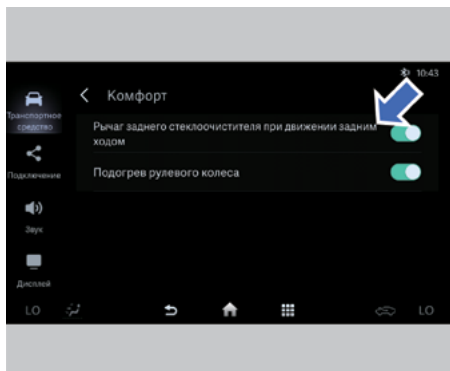 10:43
Комфорт
Транспортное
средство
Рычаг заднего стеклоочистителя при движении задним
ходом
Подключение
Подогрев рулевого колеса
Звук
Дисплей
LO
LO